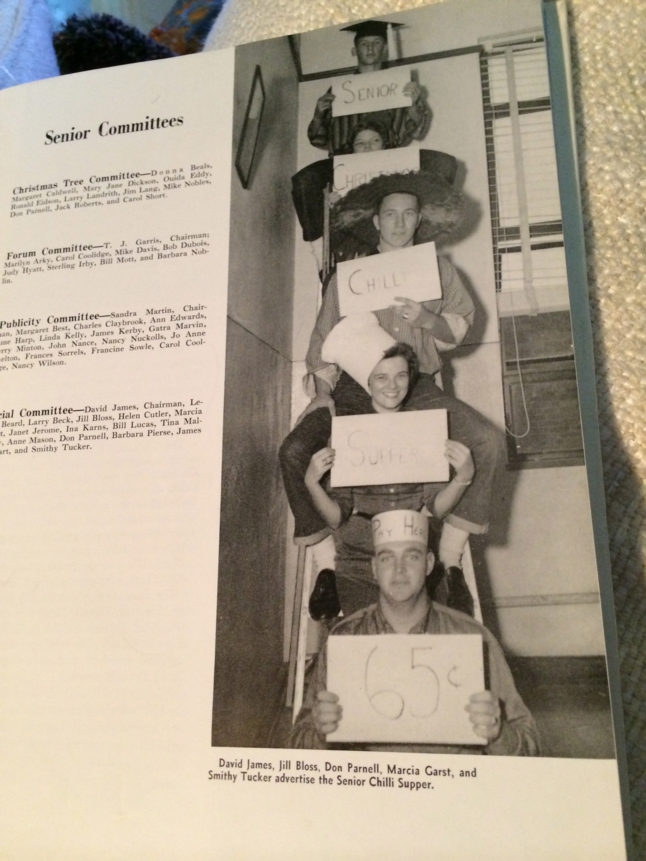 Senior Committees
Christmas Tree Committee—Donna Beals,
Margaret Caldwell, Mary Jane Dickson, Ouida Eddy,
Ronald Eidson, Larry Landrith, Jim Lang, Mike Nobles,
Don Parnell, Jack Roberts, and Carol Short.
Forum Committee—T. J. Garris, Chairman;
Marilyn Arky, Carol Coolidge, Mike Davis, Bob Dubois,
Judy Hyatt, Sterling Irby, Bill Mott, and Barbara Nob-
lin.
Publicity Committee—Sandra Martin, Chair-
Margaret Best, Charles Claybrook, Ann Edwards,
Harp, Linda Kelly, James Kerby, Gatra Marvin,
Minton, John Nance, Nancy Nuckolls, Jo Anne
Frances Sorrels, Francine Sowle, Carol Cool-
Nancy Wilson.
Committee—David James, Chairman, Le-
Beard, Larry Beck, Jill Bloss, Helen Cutler, Marcia
Janet Jerome, Ina Karns, Bill Lucas, Tina Mal-
Anne Mason, Don Parnell, Barbara Pierse, James
and Smithy Tucker.
SENIOR
CHILLI
SUPPER
65¢
David James, Jill Bloss, Don Parnell, Marcia Garst, and
Smithy Tucker advertise the Senior Chilli Supper.